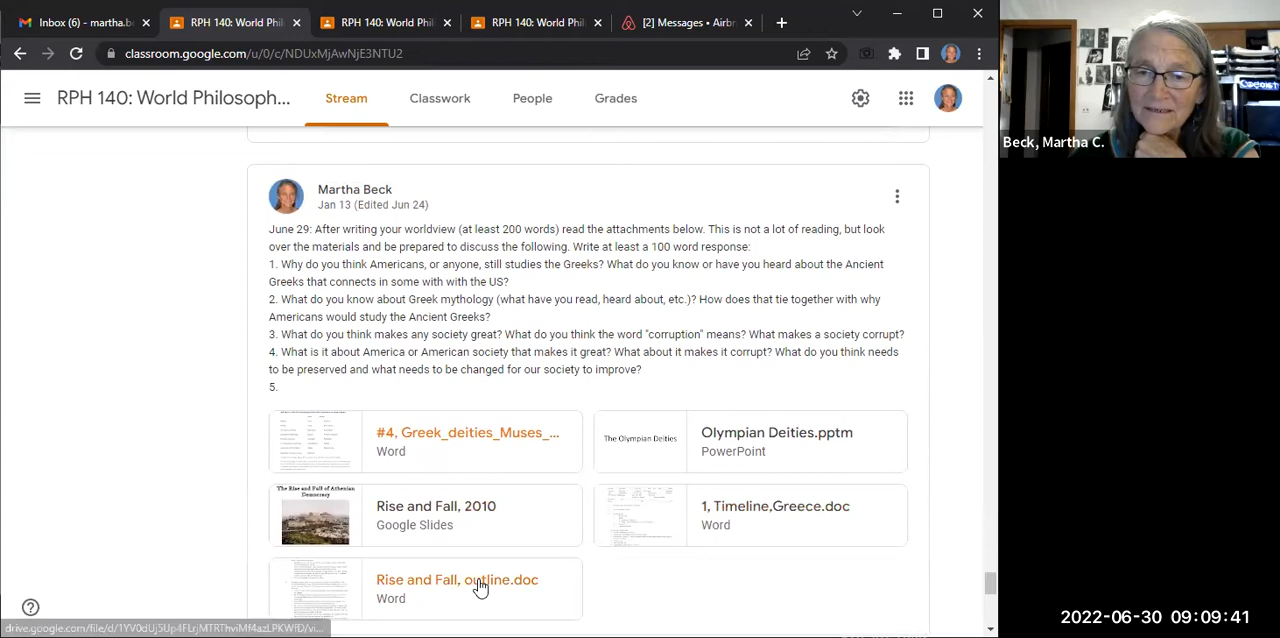 Inbox (6) - martha.b
RPH 140: World Phil
RPH 140: World Phil
RPH 140: World Phil
[2] Messages • Airb
classroom.google.com/u/0/c/NDUxMjAwNjE3NTU2
RPH 140: World Philosoph...
Stream
Classwork
People
Grades
Beck, Martha C.
Martha Beck
Jan 13 (Edited Jun 24)
June 29: After writing your worldview (at least 200 words) read the attachments below. This is not a lot of reading, but look
over the materials and be prepared to discuss the following. Write at least a 100 word response:
1. Why do you think Americans, or anyone, still studies the Greeks? What do you know or have you heard about the Ancient
Greeks that connects in some with with the US?
2. What do you know about Greek mythology (what have you read, heard about, etc.)? How does that tie together with why
Americans would study the Ancient Greeks?
3. What do you think makes any society great? What do you think the word "corruption" means? What makes a society corrupt?
4. What is it about America or American society that makes it great? What about it makes it corrupt? What do you think needs
to be preserved and what needs to be changed for our society to improve?
5.
#4, Greek_Gods,_Muses_...
Word
The Olympian Deities
Olympian Deities.pptm
Powerpoint
The Rise and Fall of Athenian
Democracy
Rise and Fall, 2010
Google Slides
1, Timeline,Greece.doc
Word
Rise and Fall, outline.doc
Word
2022-06-30 09:09:41